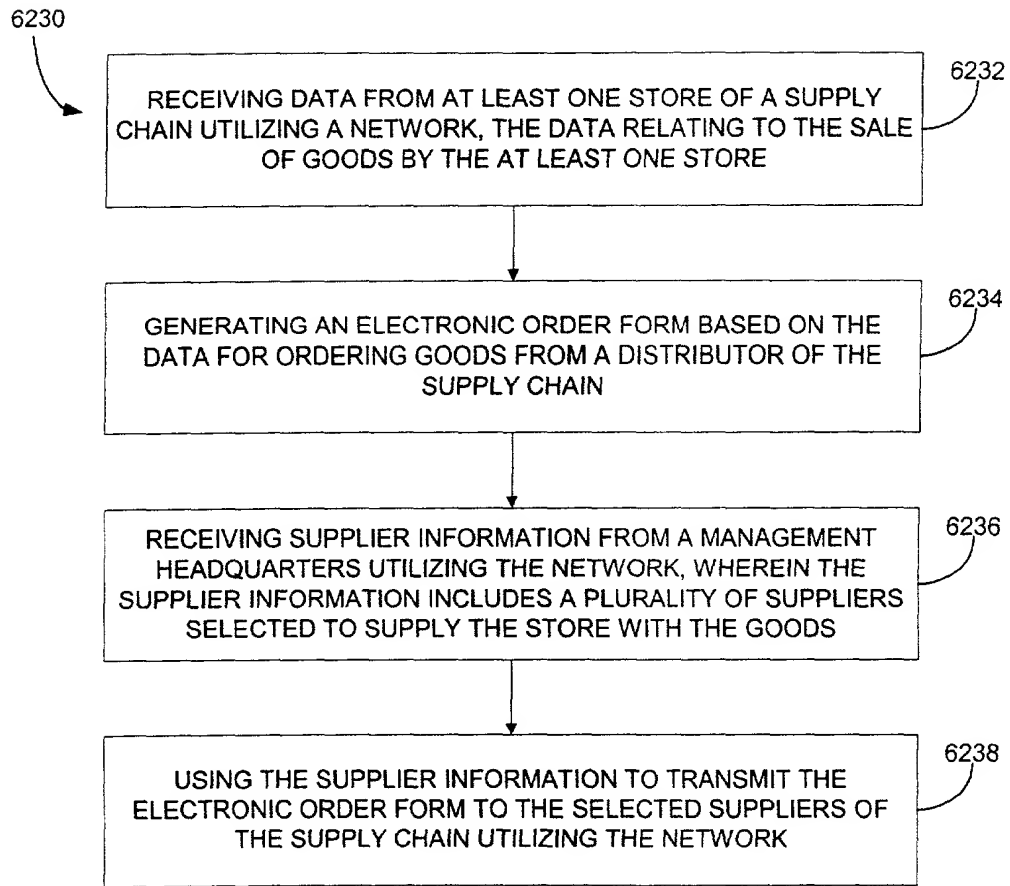 6230
6232
RECEIVING DATA FROM AT LEAST ONE STORE OF A SUPPLY
CHAIN UTILIZING A NETWORK, THE DATA RELATING TO THE SALE
OF GOODS BY THE AT LEAST ONE STORE
6234
GENERATING AN ELECTRONIC ORDER FORM BASED ON THE
DATA FOR ORDERING GOODS FROM A DISTRIBUTOR OF THE
SUPPLY CHAIN
6236
RECEIVING SUPPLIER INFORMATION FROM A MANAGEMENT
HEADQUARTERS UTILIZING THE NETWORK, WHEREIN THE
SUPPLIER INFORMATION INCLUDES A PLURALITY OF SUPPLIERS
SELECTED TO SUPPLY THE STORE WITH THE GOODS
6238
USING THE SUPPLIER INFORMATION TO TRANSMIT THE
ELECTRONIC ORDER FORM TO THE SELECTED SUPPLIERS OF
THE SUPPLY CHAIN UTILIZING THE NETWORK